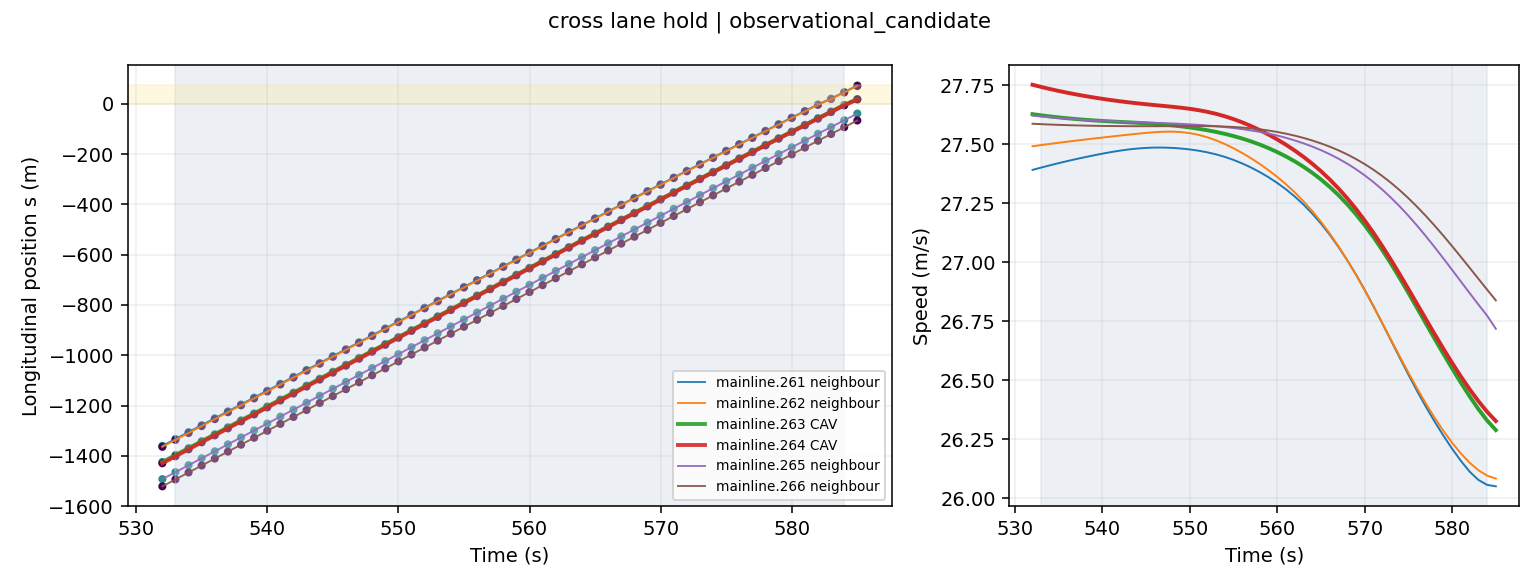 cross lane hold | observational_candidate
Longitudinal position s (m)
0
−200
−400
−600
−800
−1000
−1200
−1400
−1600
530
540
550
560
570
580
Time (s)
mainline.261 neighbour
mainline.262 neighbour
mainline.263 CAV
mainline.264 CAV
mainline.265 neighbour
mainline.266 neighbour
Speed (m/s)
27.75
27.50
27.25
27.00
26.75
26.50
26.25
26.00
530
540
550
560
570
580
Time (s)